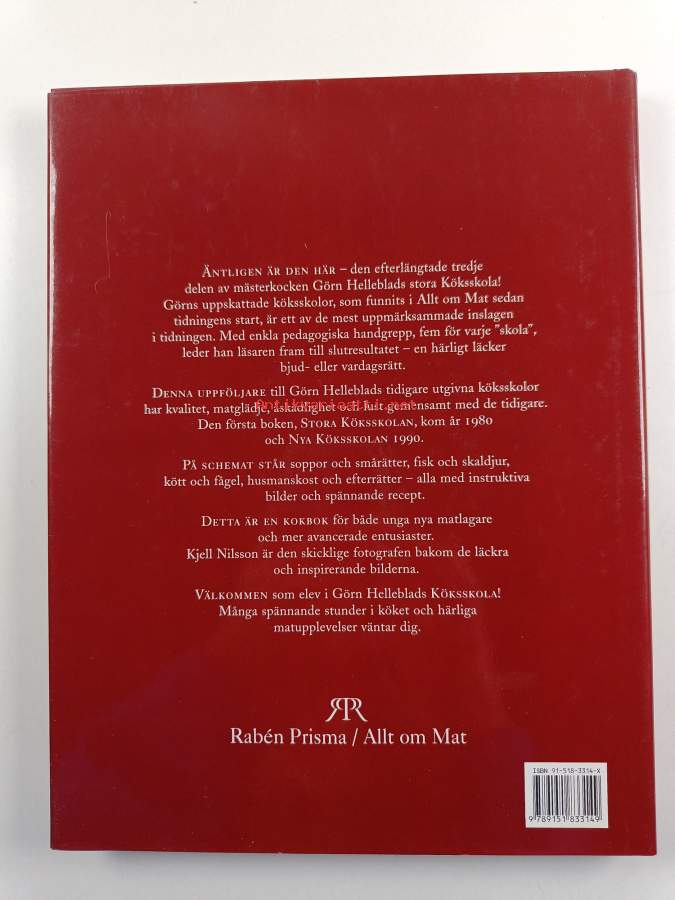 ÄNTLIGEN ÄR DEN HÄR – den efterlängtade tredje
delen av mästerkocken Görn Helleblads stora Köksskola!
Görns uppskattade köksskolor, som funnits i Allt om Mat sedan
tidningens start, är ett av de mest uppmärksammade inslagen
i tidningen. Med enkla pedagogiska handgrepp, fem för varje ”skola”,
leder han läsaren fram till slutresultatet – en härligt läcker
bjud- eller vardagsrätt.
DENNA UPPFÖLJARE till Görn Helleblads tidigare utgivna köksskolor
har kvalitet, matglädje, åskådlighet och lust gemensamt med de tidigare.
Den första boken, STORA KÖKSSKOLAN, kom år 1980
och NYA KÖKSSKOLAN 1990.
PÅ SCHEMAT STÅR soppor och smårätter, fisk och skaldjur,
kött och fågel, husmanskost och efterrätter – alla med instruktiva
bilder och spännande recept.
DETTA ÄR EN KOKBOK för både unga nya matlagare
och mer avancerade entusiaster.
Kjell Nilsson är den skicklige fotografen bakom de läckra
och inspirerande bilderna.
VÄLKOMMEN som elev i Görn Helleblads KÖKSSKOLA!
Många spännande stunder i köket och härliga
matupplevelser väntar dig.
Rabén Prisma / Allt om Mat
ISBN 91-518-3314-X
9 789151 833149